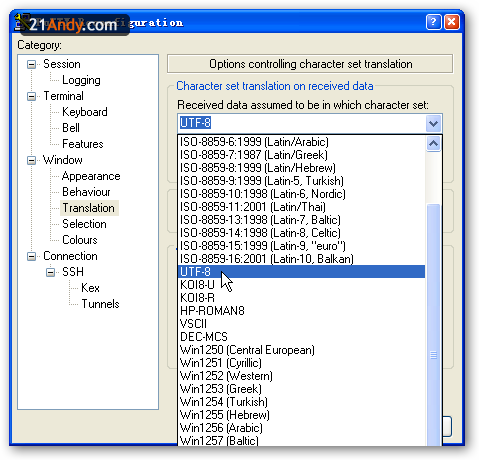 21Andy.com
Category:
Session
Logging
Terminal
Keyboard
Bell
Features
Window
Appearance
Behaviour
Translation
Selection
Colours
Connection
SSH
Kex
Tunnels
Options controlling character set translation
Character set translation on received data
Received data assumed to be in which character set:
UTF-8
ISO-8859-6:1999 (Latin/Arabic)
ISO-8859-7:1987 (Latin/Greek)
ISO-8859-8:1999 (Latin/Hebrew)
ISO-8859-9:1999 (Latin-5, Turkish)
ISO-8859-10:1998 (Latin-6, Nordic)
ISO-8859-11:2001 (Latin/Thai)
ISO-8859-13:1998 (Latin-7, Baltic)
ISO-8859-14:1998 (Latin-8, Celtic)
ISO-8859-15:1999 (Latin-9, "euro")
ISO-8859-16:2001 (Latin-10, Balkan)
UTF-8
KOI8-U
KOI8-R
HP-ROMAN8
VSCII
DEC-MCS
Win1250 (Central European)
Win1251 (Cyrillic)
Win1252 (Western)
Win1253 (Greek)
Win1254 (Turkish)
Win1255 (Hebrew)
Win1256 (Arabic)
Win1257 (Baltic)